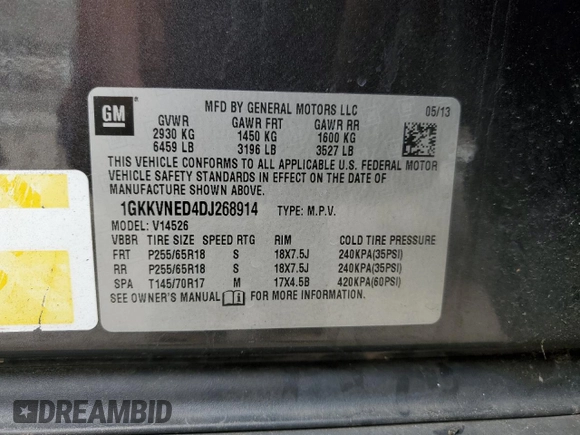 GM
MFD BY GENERAL MOTORS LLC
05/13
GVWR GAWR FRT GAWR RR
2930 KG 1450 KG 1600 KG
6459 LB 3196 LB 3527 LB
THIS VEHICLE CONFORMS TO ALL APPLICABLE U.S. FEDERAL MOTOR
VEHICLE SAFETY STANDARDS IN EFFECT ON THE DATE OF
MANUFACTURE SHOWN ABOVE.
1GKKVNED4DJ268914 TYPE: M.P.V.
MODEL: V14526
VBBR TIRE SIZE SPEED RTG RIM COLD TIRE PRESSURE
FRT P255/65R18 S 18X7.5J 240KPA(35PSI)
RR P255/65R18 S 18X7.5J 240KPA(35PSI)
SPA T145/70R17 M 17X4.5B 420KPA(60PSI)
SEE OWNER'S MANUAL FOR MORE INFORMATION.
DREAMBID